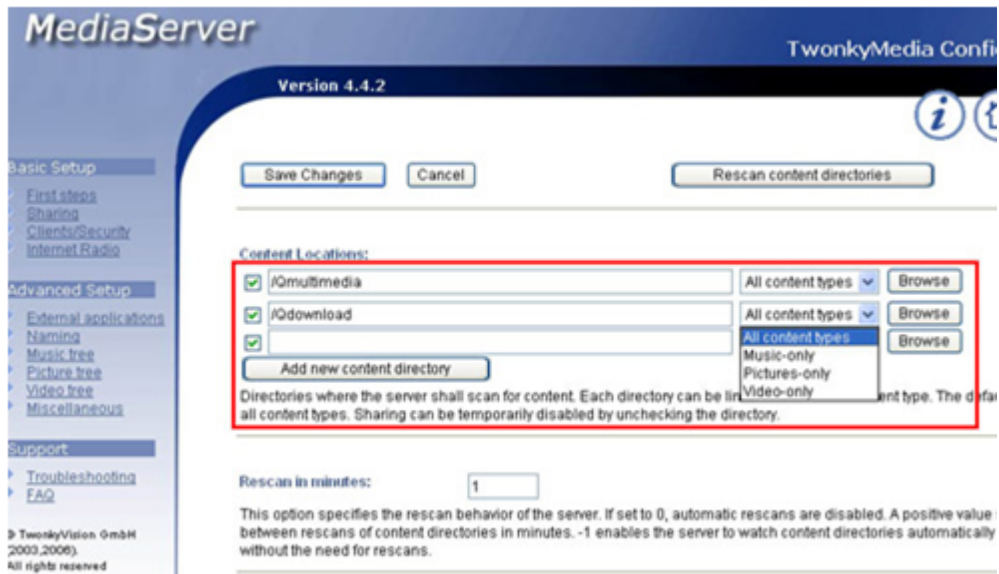 MediaServer
TwonkyMedia Confi
Version 4.4.2
Basic Setup
First steps
Sharing
Clients/Security
Internet Radio
Advanced Setup
External applications
Naming
Music tree
Picture tree
Video tree
Miscellaneous
Support
Troubleshooting
FAQ
© TwonkyVision GmbH
(2003,2006).
All rights reserved
Save Changes Cancel Rescan content directories
Content Locations:
/Qmultimedia All content types Browse
/Qdownload All content types Browse
All content types Browse
Music-only
Pictures-only
Video-only
Add new content directory
Directories where the server shall scan for content. Each directory can be lin ent type. The defa
all content types. Sharing can be temporarily disabled by unchecking the directory.
Rescan in minutes: 1
This option specifies the rescan behavior of the server. If set to 0, automatic rescans are disabled. A positive value
between rescans of content directories in minutes. -1 enables the server to watch content directories automatically
without the need for rescans.